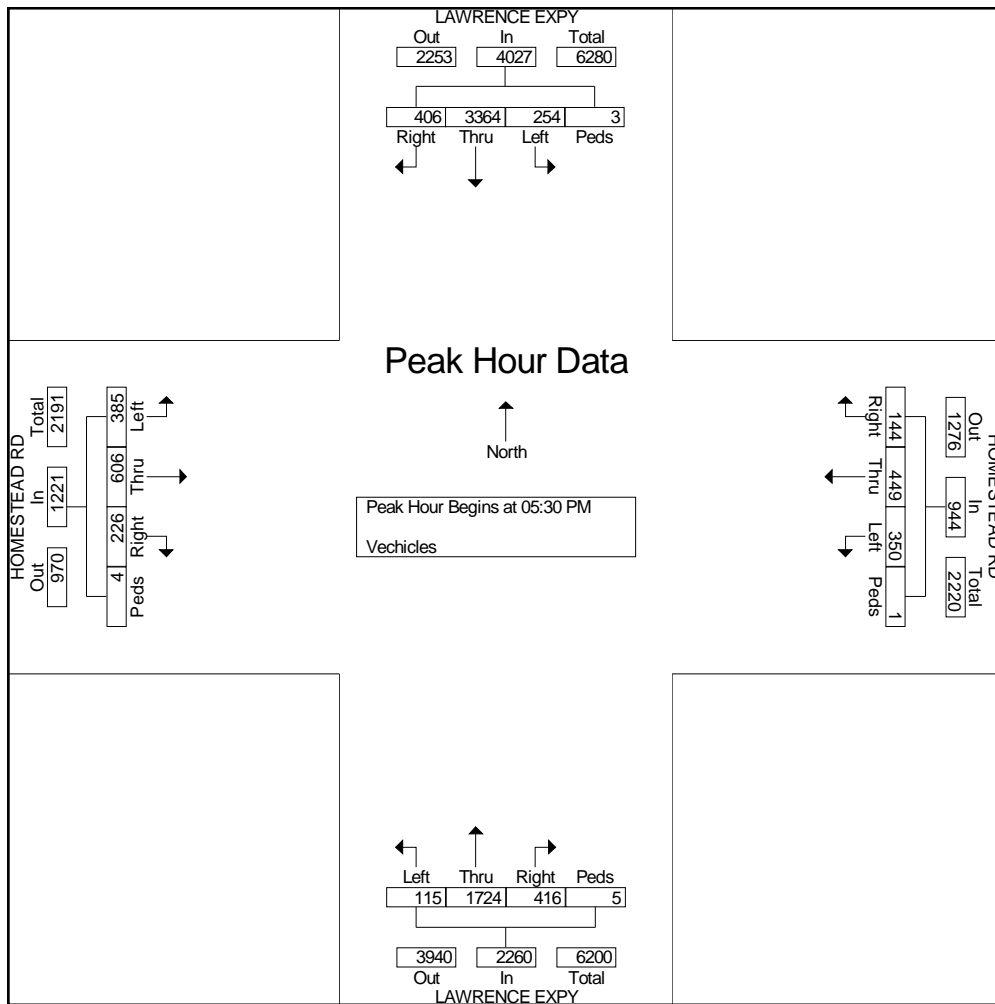 LAWRENCE EXPY
Out In Total
2253 4027 6280
406 3364 254 3
Right Thru Left Peds
Peak Hour Data
North
Peak Hour Begins at 05:30 PM
Vechicles
HOMESTEAD RD
Total In Out
2191 1221 970
385 606 226 4
Left Thru Right Peds
Right Thru Left Peds
144 449 350 1
1276 944 2220
Out In Total
HOMESTEAD RD
Left Thru Right Peds
115 1724 416 5
3940 2260 6200
Out In Total
LAWRENCE EXPY